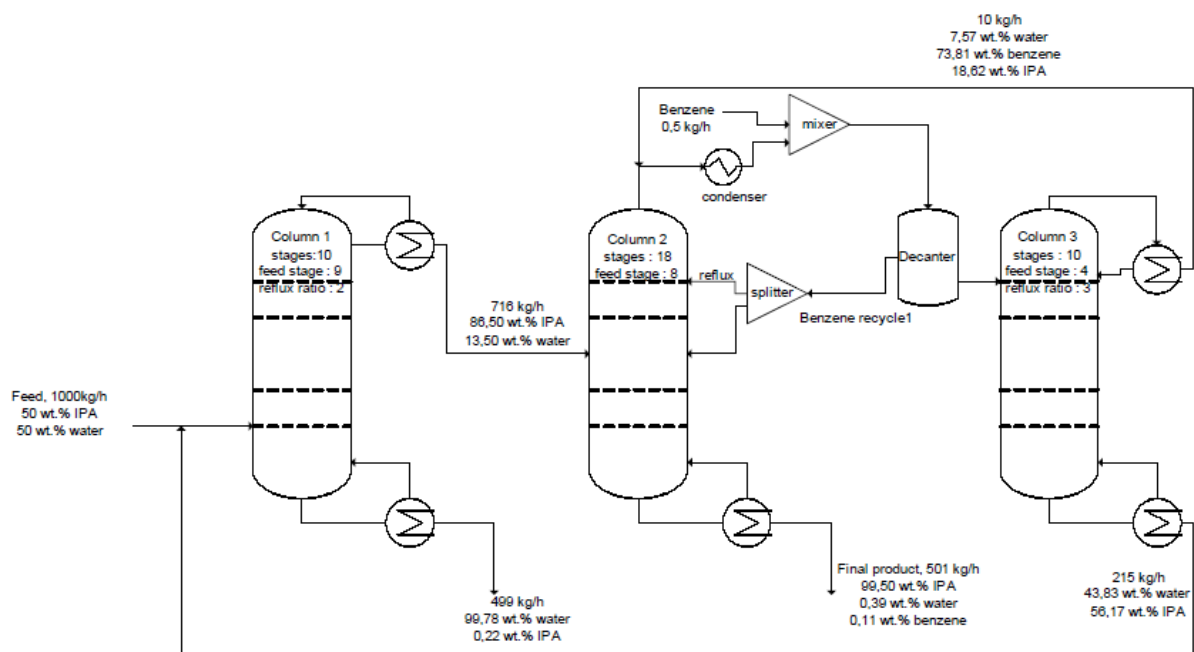 10 kg/h
7,57 wt.% water
73,81 wt.% benzene
18,62 wt.% IPA
Benzene
0,5 kg/h
mixer
condenser
Column 1
stages:10
feed stage : 9
reflux ratio : 2
Column 2
stages : 18
feed stage : 8
reflux
splitter
Decanter
Benzene recycle1
Column 3
stages : 10
feed stage : 4
reflux ratio : 3
716 kg/h
86,50 wt.% IPA
13,50 wt.% water
Feed, 1000kg/h
50 wt.% IPA
50 wt.% water
499 kg/h
99,78 wt.% water
0,22 wt.% IPA
Final product, 501 kg/h
99,50 wt.% IPA
0,39 wt.% water
0,11 wt.% benzene
215 kg/h
43,83 wt.% water
56,17 wt.% IPA